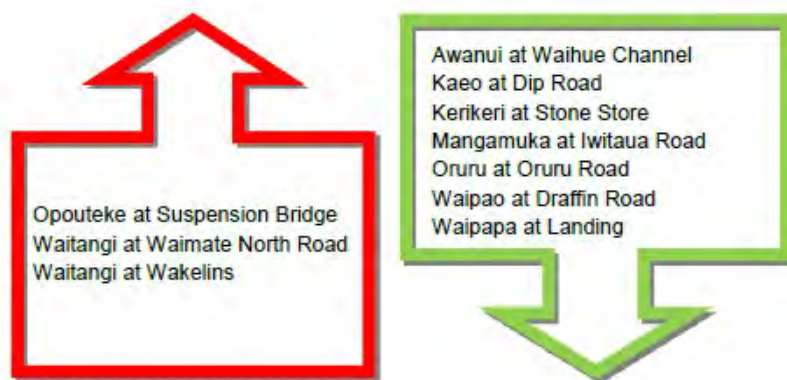 Opouteke at Suspension Bridge
Waitangi at Waimate North Road
Waitangi at Wakelins
Awanui at Waihue Channel
Kaeo at Dip Road
Kerikeri at Stone Store
Mangamuka at Iwitaua Road
Oruru at Oruru Road
Waipao at Draffin Road
Waipapa at Landing